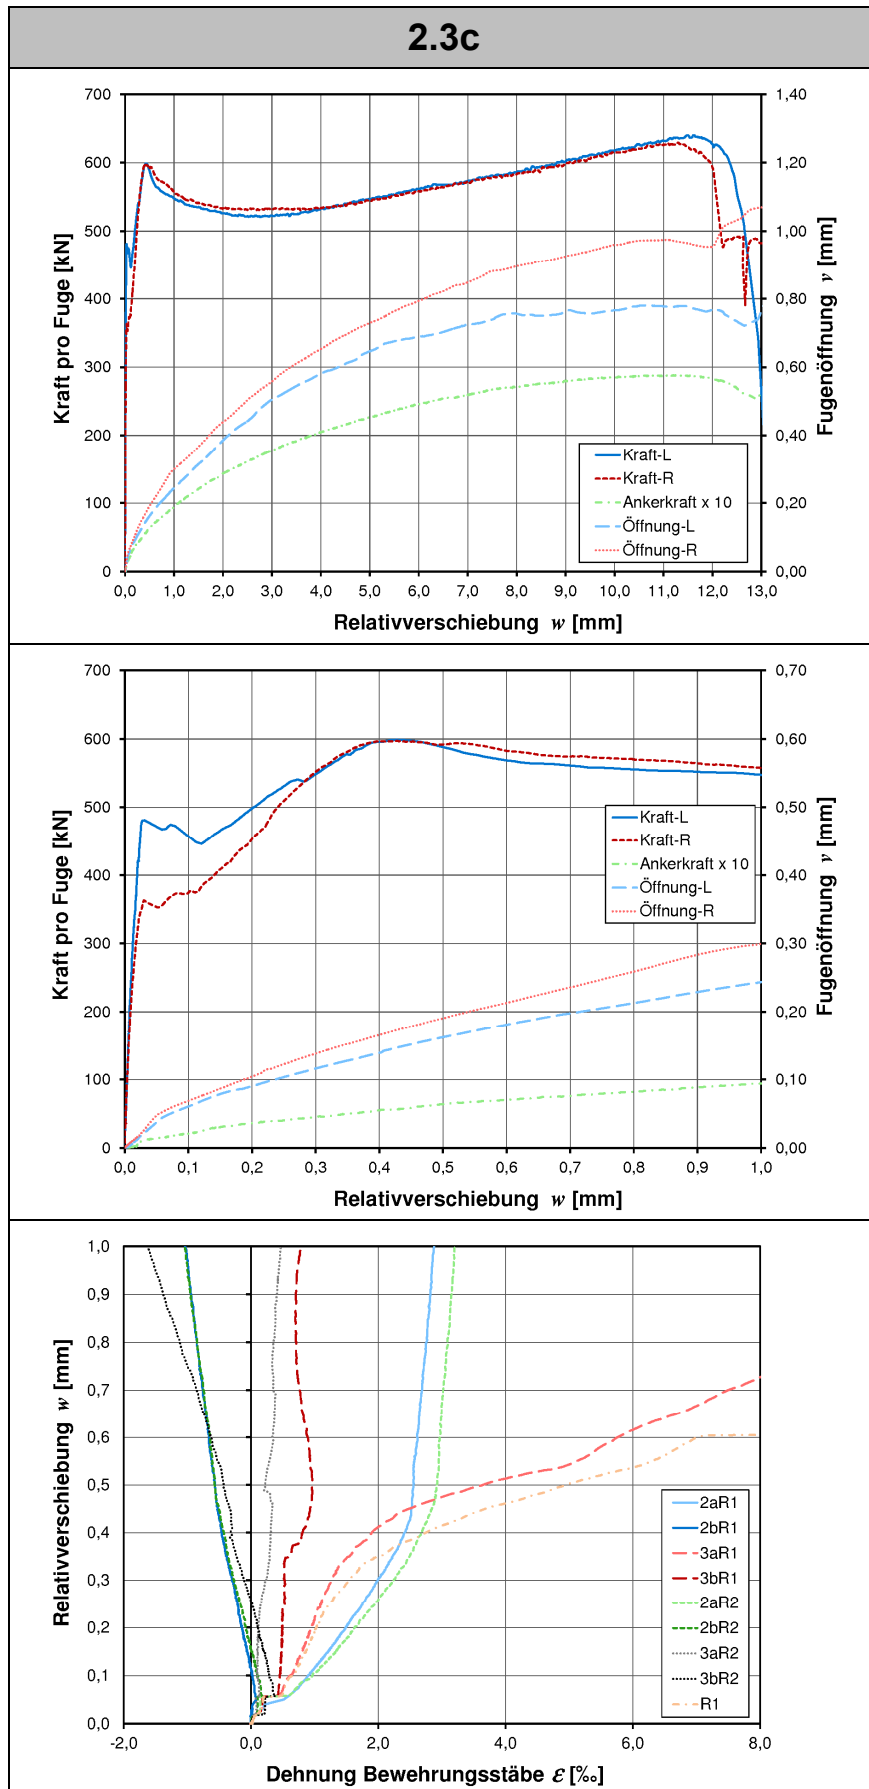 2.3c
700
600
500
400
300
200
100
0
Kraft pro Fuge [kN]
1,40
1,20
1,00
0,80
0,60
0,40
0,20
0,00
Fugenöffnung v [mm]
Kraft-L
Kraft-R
Ankerkraft x 10
Öffnung-L
Öffnung-R
0,0 1,0 2,0 3,0 4,0 5,0 6,0 7,0 8,0 9,0 10,0 11,0 12,0 13,0
Relativverschiebung w [mm]
700
600
500
400
300
200
100
0
Kraft pro Fuge [kN]
0,70
0,60
0,50
0,40
0,30
0,20
0,10
0,00
Fugenöffnung v [mm]
Kraft-L
Kraft-R
Ankerkraft x 10
Öffnung-L
Öffnung-R
0,0 0,1 0,2 0,3 0,4 0,5 0,6 0,7 0,8 0,9 1,0
Relativverschiebung w [mm]
1,0
0,9
0,8
0,7
0,6
0,5
0,4
0,3
0,2
0,1
0,0
Relativverschiebung w [mm]
2aR1
2bR1
3aR1
3bR1
2aR2
2bR2
3aR2
3bR2
R1
-2,0 0,0 2,0 4,0 6,0 8,0
Dehnung Bewehrungsstäbe ε [‰]